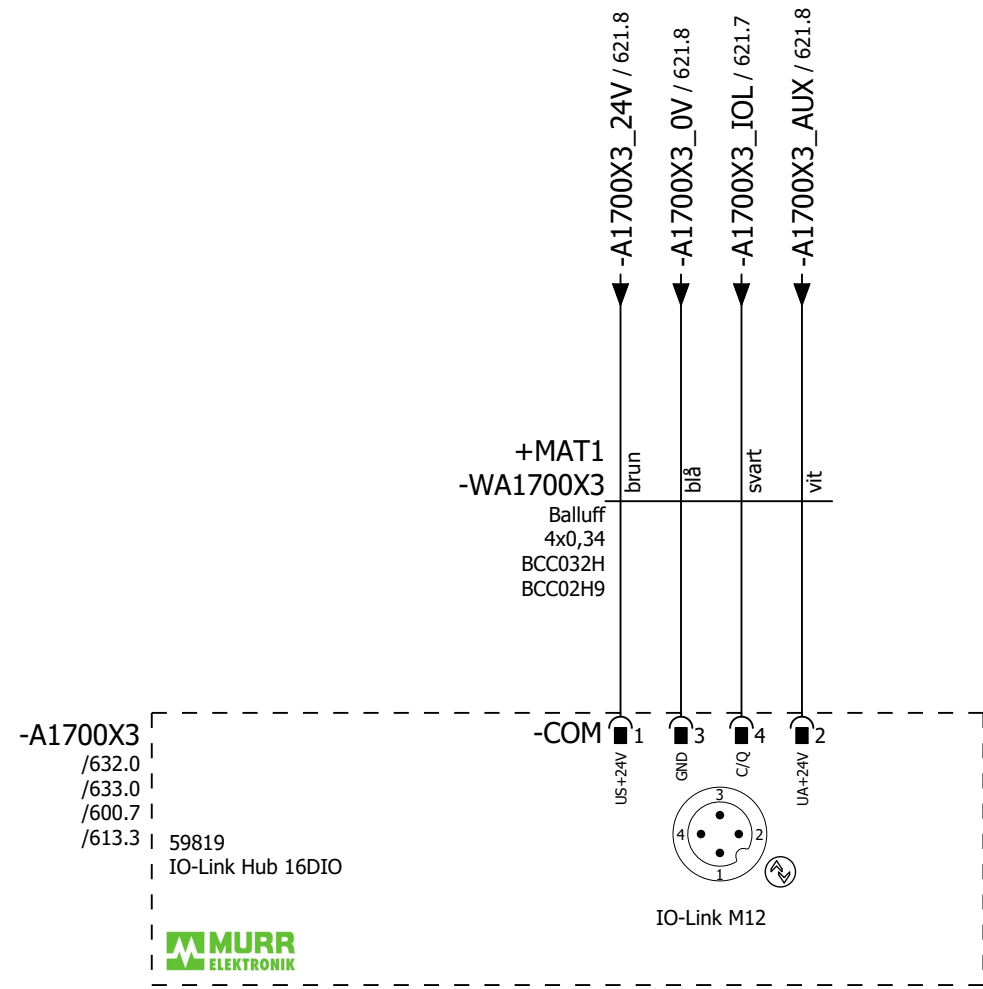 -A1700X3_24V / 621.8
-A1700X3_0V / 621.8
-A1700X3_IOL / 621.7
-A1700X3_AUX / 621.8
+MAT1
-WA1700X3
brun
blå
svart
vit
Balluff
4x0,34
BCC032H
BCC02H9
-A1700X3
/632.0
/633.0
/600.7
/613.3
-COM
1
3
4
2
US+24V
GND
C/Q
UA+24V
59819
IO-Link Hub 16DIO
3
4
2
1
IO-Link M12
MURR
ELEKTRONIK